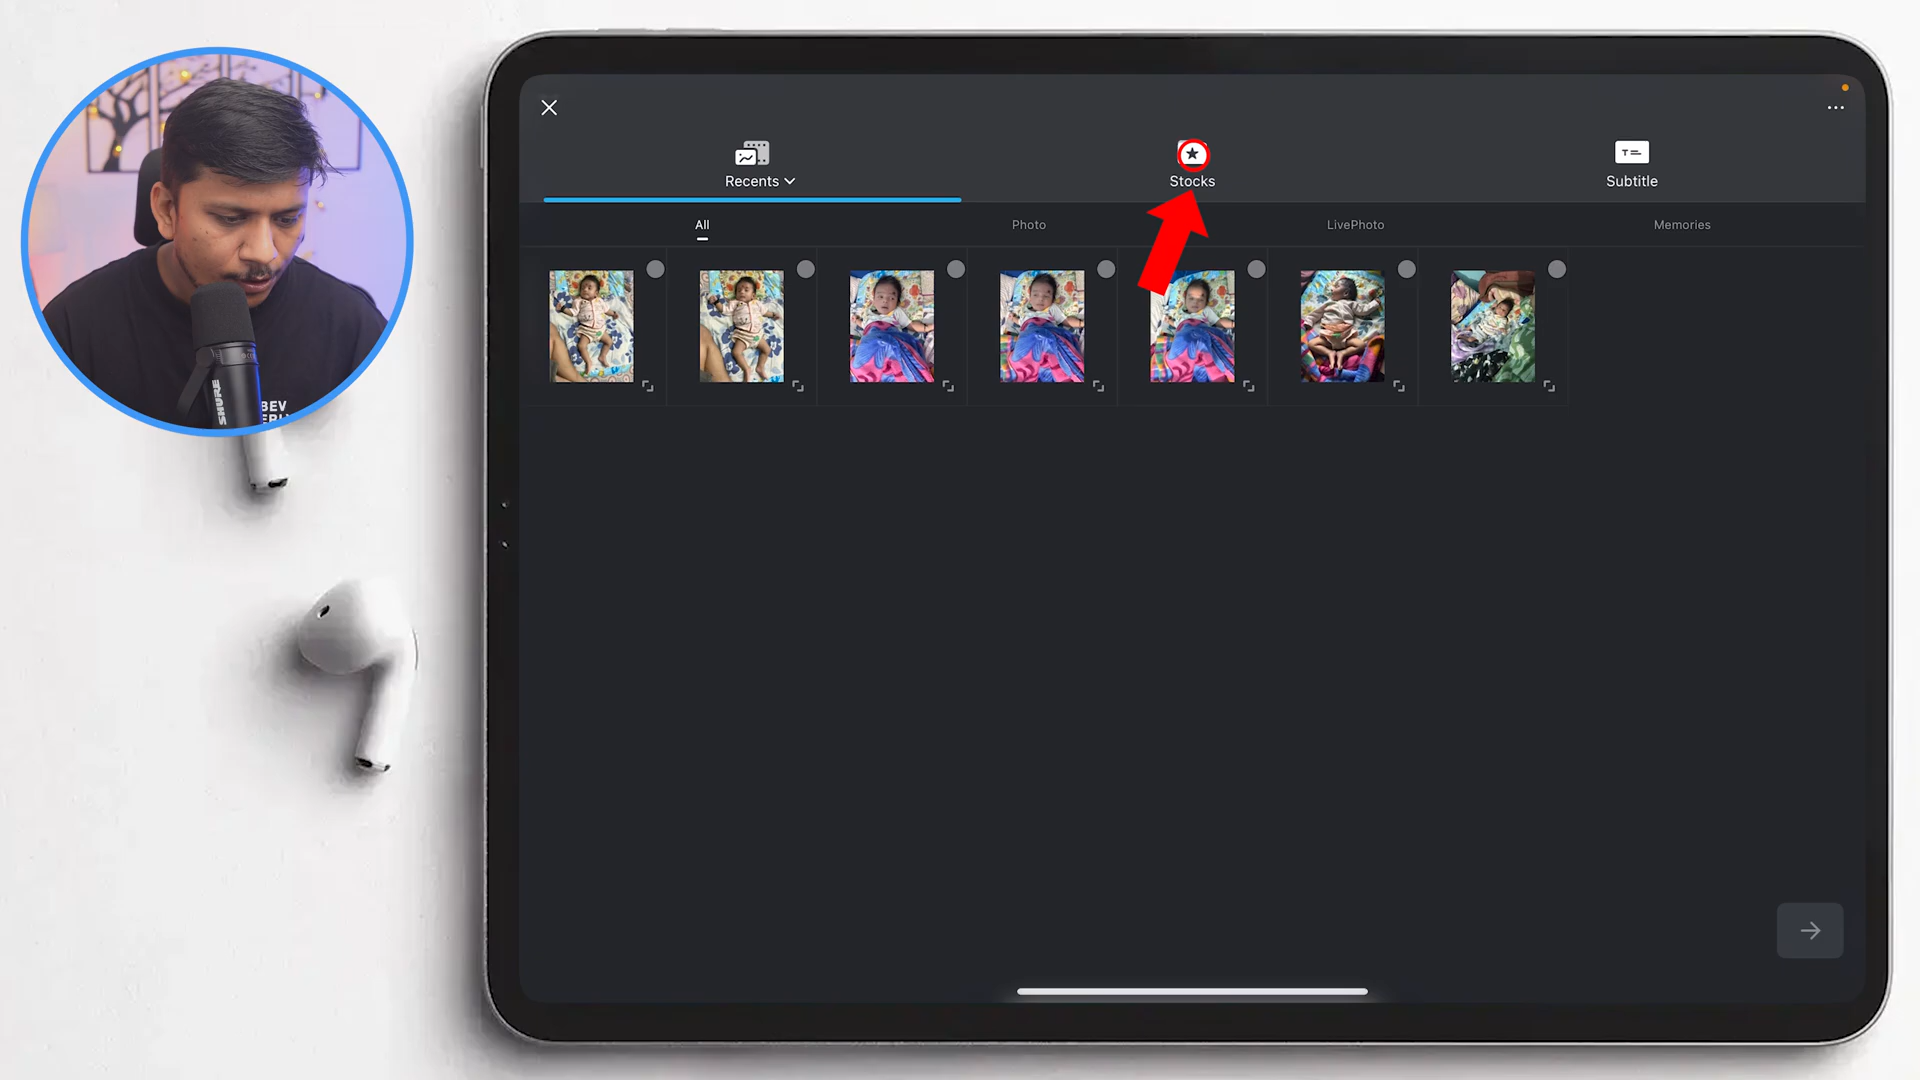 Recents
Stocks
Subtitle
All
Photo
LivePhoto
Memories
T
SHURE
BEV